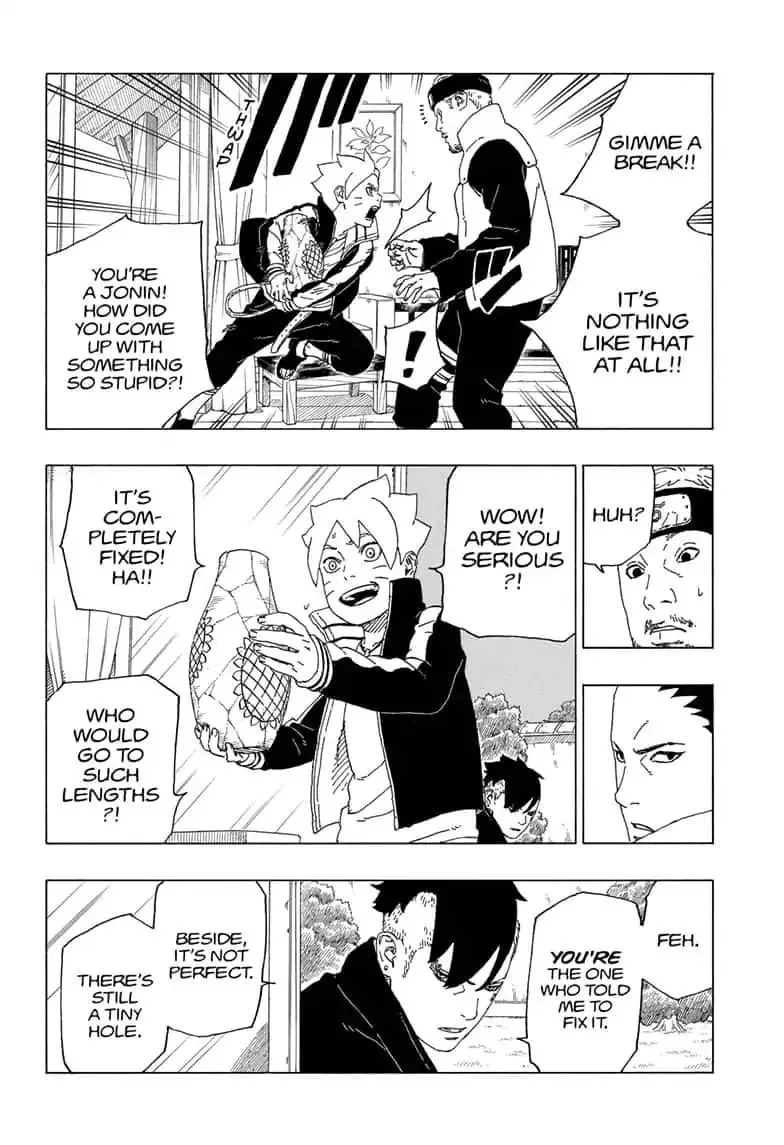 GIMME A
BREAK!!
IT'S
NOTHING
LIKE THAT
AT ALL!!
THWAP
!
YOU'RE
A JONIN!
HOW DID
YOU COME
UP WITH
SOMETHING
SO STUPID?!
HUH?
WOW!
ARE YOU
SERIOUS
?!
IT'S
COM-
PLETELY
FIXED!
HA!!
WHO
WOULD
GO TO
SUCH
LENGTHS
?!
FEH.
YOU'RE
THE ONE
WHO TOLD
ME TO
FIX IT.
BESIDE,
IT'S NOT
PERFECT.
THERE'S
STILL
A TINY
HOLE.